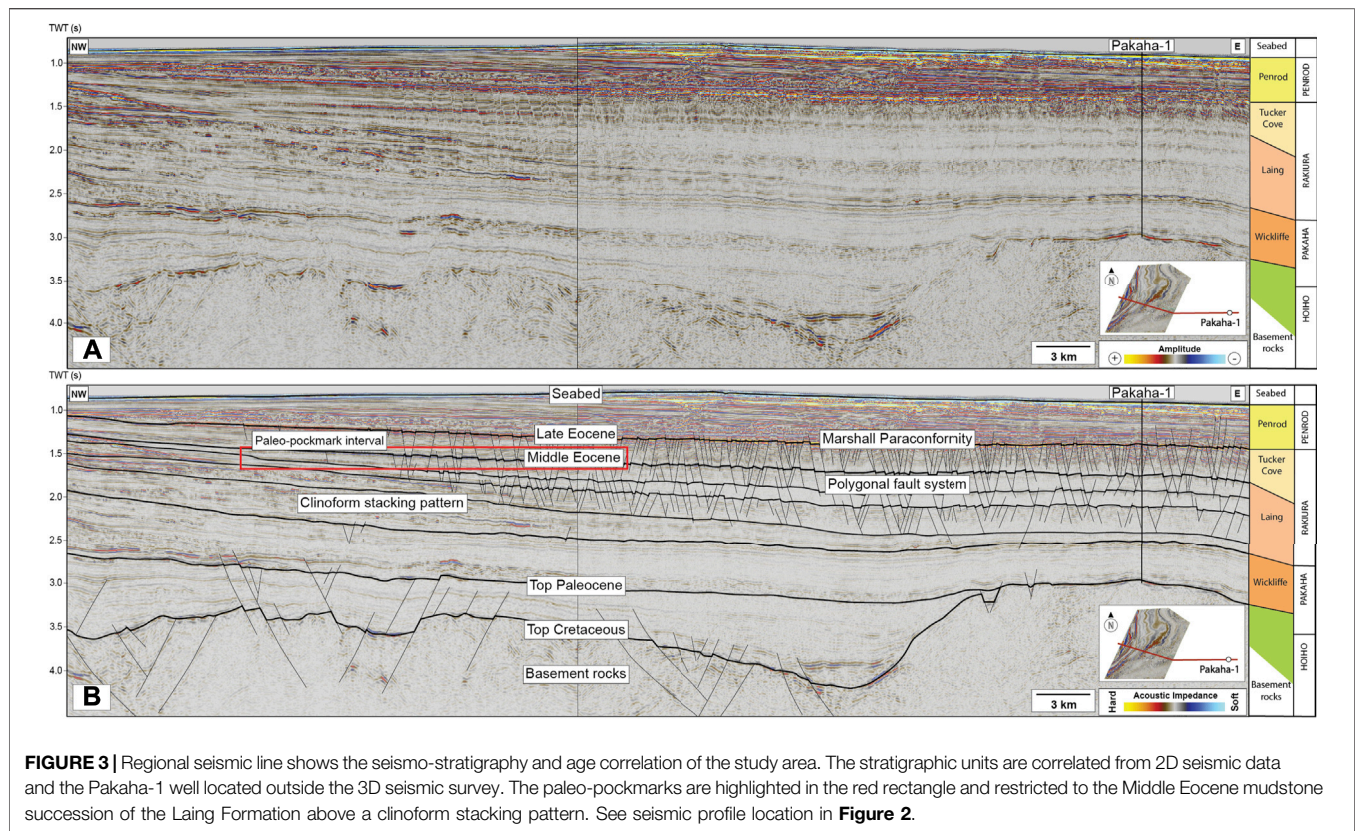 TWT (s)
NW
Pakaha-1
E
Seabed
1.0
Penrod
PENROD
1.5
Tucker
Cove
2.0
Laing
RAKIURA
2.5
3.0
Wickliffe
PAKAHA
3.5
N
Pakaha-1
HOIHO
4.0
Basement
rocks
A
3 km
Amplitude
+
-
TWT (s)
NW
Seabed
Pakaha-1
E
Seabed
1.0
Penrod
PENROD
Late Eocene
Marshall Paraconfornity
Paleo-pockmark interval
1.5
Middle Eocene
Tucker
Cove
Polygonal fault system
2.0
Clinoform stacking pattern
Laing
RAKIURA
2.5
3.0
Top Paleocene
Wickliffe
PAKAHA
3.5
Top Cretaceous
N
Pakaha-1
HOIHO
4.0
Basement rocks
Basement
rocks
B
3 km
Hard
Acoustic Impedance
Soft
FIGURE 3 | Regional seismic line shows the seismo-stratigraphy and age correlation of the study area. The stratigraphic units are correlated from 2D seismic data
and the Pakaha-1 well located outside the 3D seismic survey. The paleo-pockmarks are highlighted in the red rectangle and restricted to the Middle Eocene mudstone
succession of the Laing Formation above a clinoform stacking pattern. See seismic profile location in Figure 2.